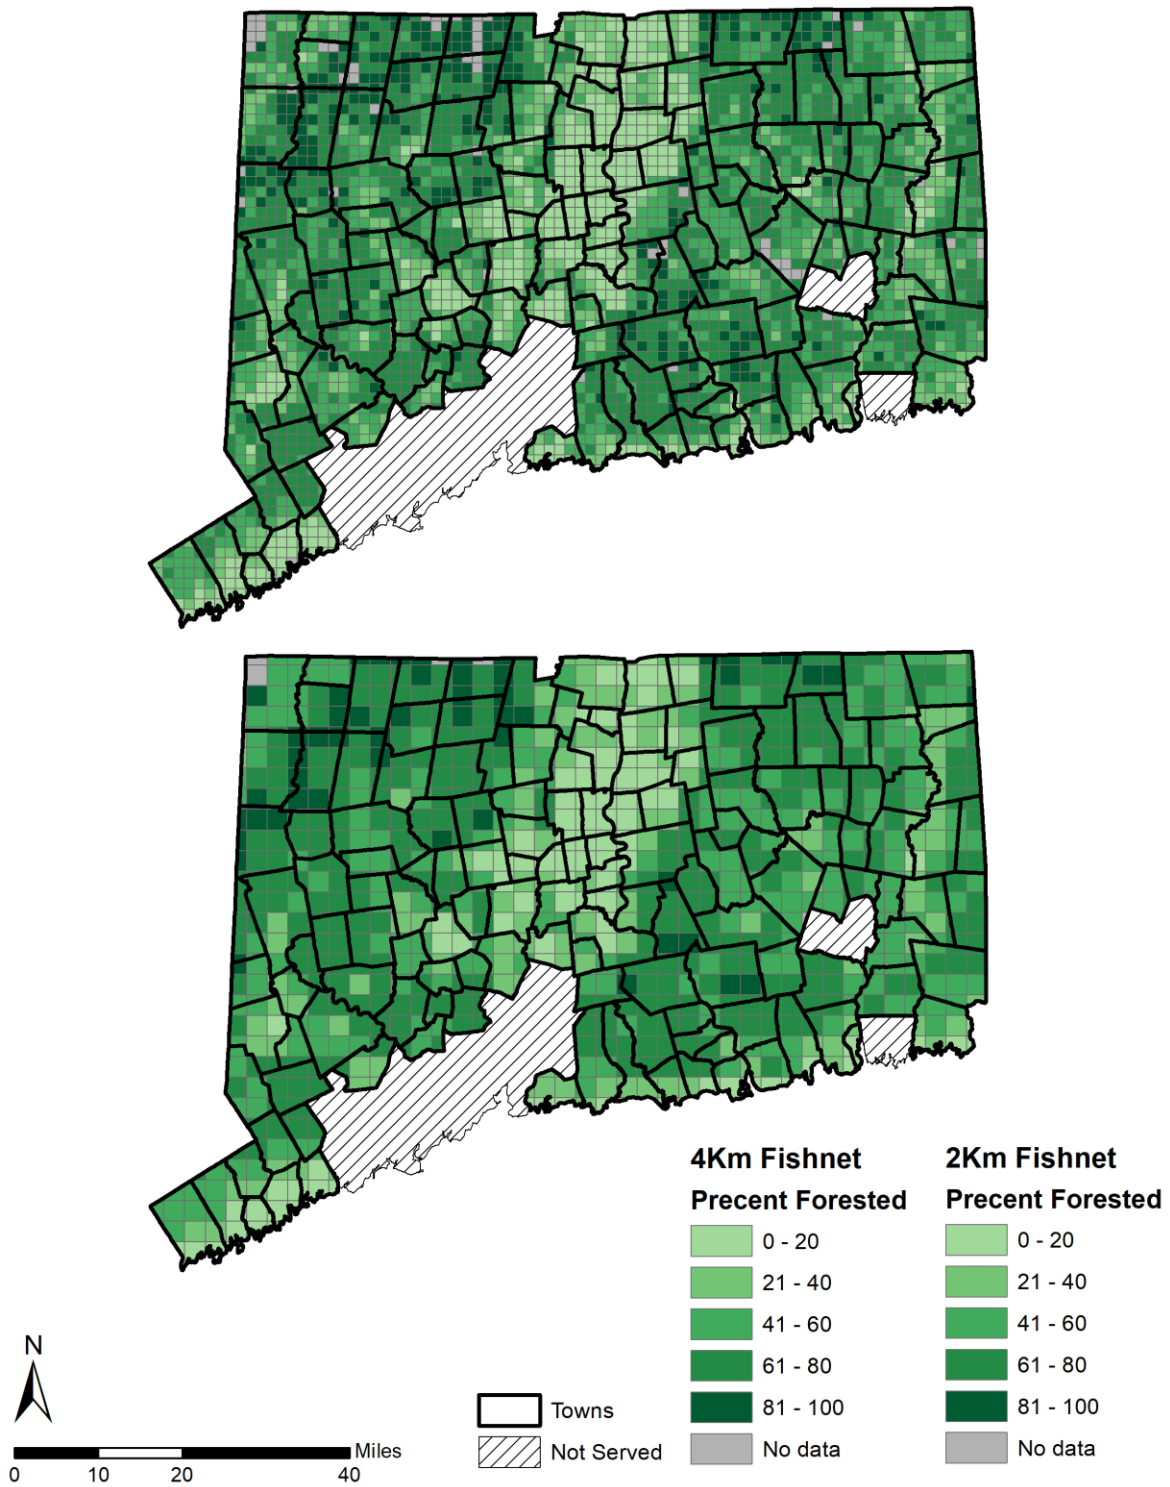 4Km Fishnet
Precent Forested
0 - 20
21 - 40
41 - 60
61 - 80
81 - 100
No data
2Km Fishnet
Precent Forested
0 - 20
21 - 40
41 - 60
61 - 80
81 - 100
No data
N
Towns
Not Served
Miles
0 10 20 40